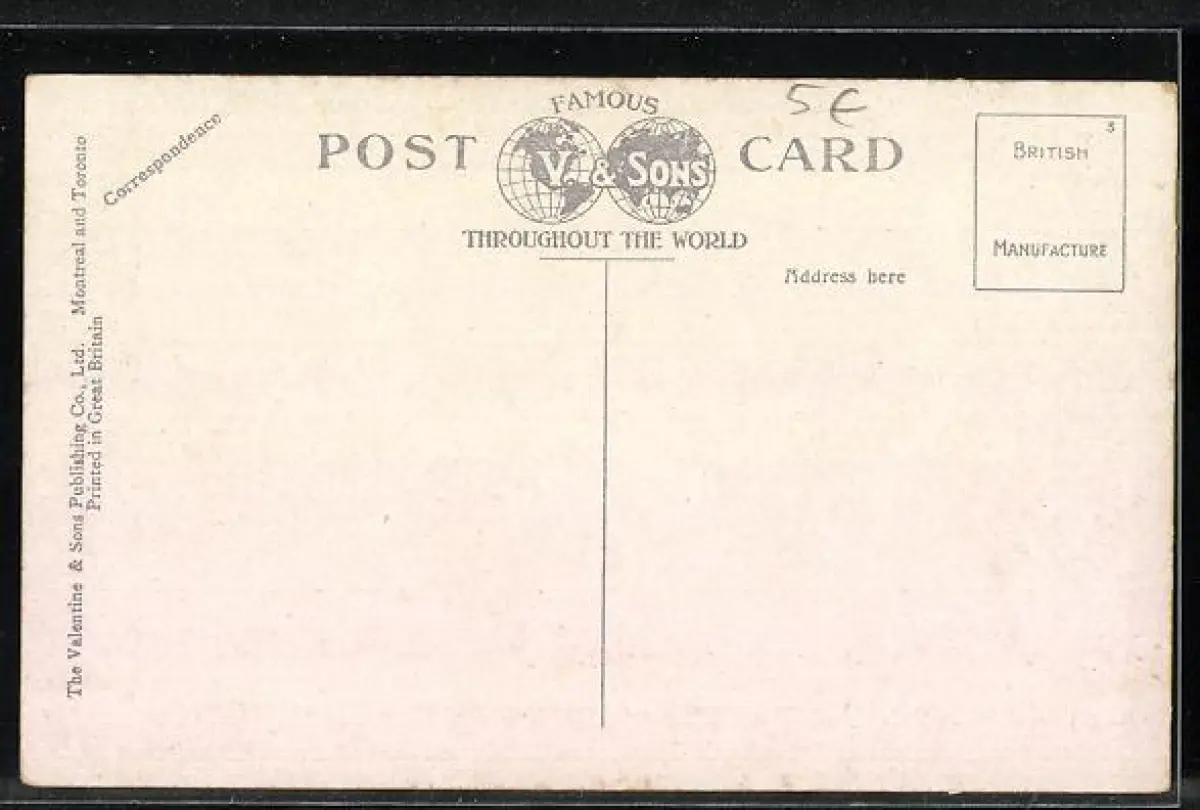 FAMOUS
POST V. & SONS CARD
THROUGHOUT THE WORLD
5€
3
BRITISH
MANUFACTURE
Correspondence
Address here
The Valentine & Sons Publishing Co., Ltd. Montreal and Toronto
Printed in Great Britain